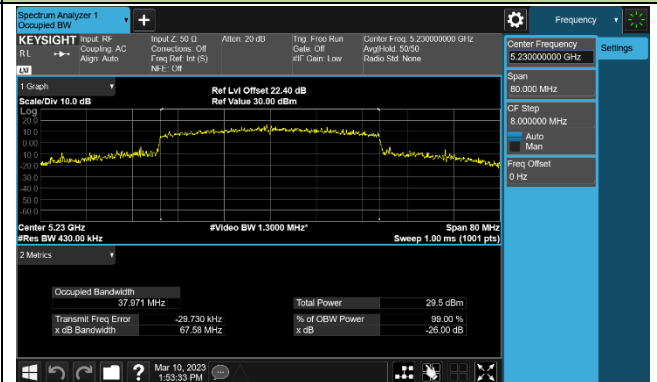 Spectrum Analyzer 1
Occupied BW
+
Frequency
KEYSIGHT
Input: RF
Input Z: 50 Ω
Atten: 20 dB
Trig: Free Run
Center Freq: 5.230000000 GHz
RL
Coupling: AC
Corrections: Off
Gate: Off
Avg|Hold: 50/50
Align: Auto
Freq Ref: Int (S)
#IF Gain: Low
Radio Std: None
LXI
NFE: Off
Center Frequency
5.230000000 GHz
Settings
Span
80.000 MHz
CF Step
8.000000 MHz
Auto
Man
Freq Offset
0 Hz
1 Graph
Ref Lvl Offset 22.40 dB
Scale/Div 10.0 dB
Ref Value 30.00 dBm
Log
20.0
10.0
0.00
-10.0
-20.0
-30.0
-40.0
-50.0
-60.0
Center 5.23 GHz
#Video BW 1.3000 MHz*
Span 80 MHz
#Res BW 430.00 kHz
Sweep 1.00 ms (1001 pts)
2 Metrics
Occupied Bandwidth
37.971 MHz
Total Power
29.5 dBm
Transmit Freq Error
-29.730 kHz
% of OBW Power
99.00 %
x dB Bandwidth
67.58 MHz
x dB
-26.00 dB
?
Mar 10, 2023
1:53:33 PM